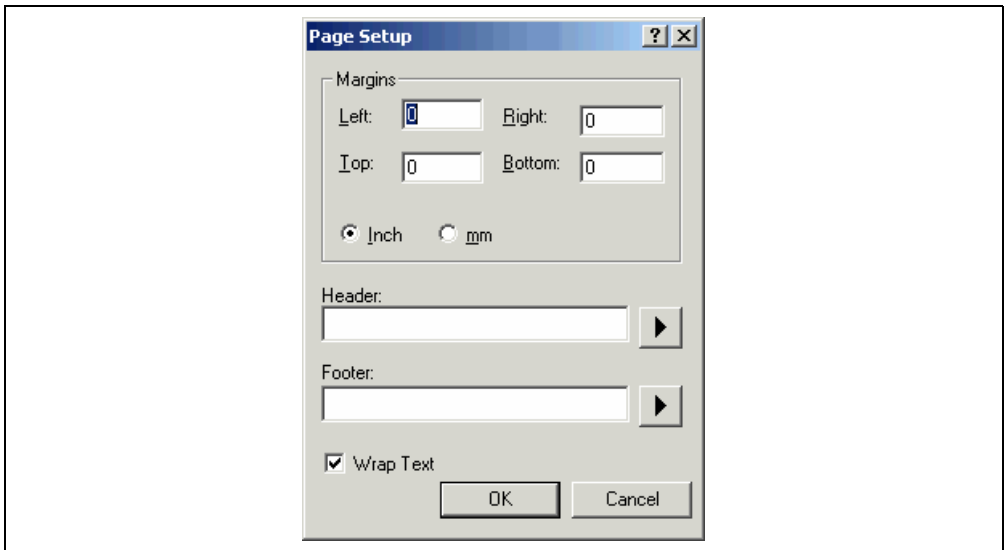 Page Setup
Margins
Left: 0 Right: 0
Top: 0 Bottom: 0
Inch mm
Header:
Footer:
Wrap Text
OK Cancel